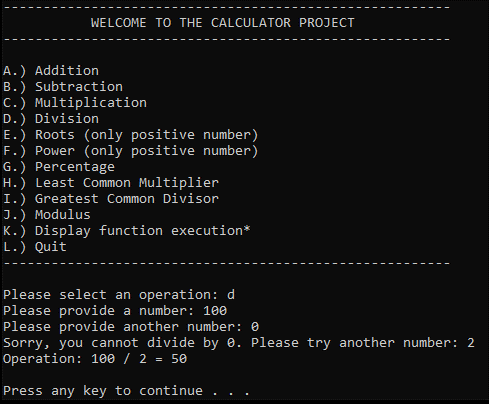 --------------------------------------------------------
WELCOME TO THE CALCULATOR PROJECT
--------------------------------------------------------
A.) Addition
B.) Subtraction
C.) Multiplication
D.) Division
E.) Roots (only positive number)
F.) Power (only positive number)
G.) Percentage
H.) Least Common Multiplier
I.) Greatest Common Divisor
J.) Modulus
K.) Display function execution*
L.) Quit
--------------------------------------------------------
Please select an operation: d
Please provide a number: 100
Please provide another number: 0
Sorry, you cannot divide by 0. Please try another number: 2
Operation: 100 / 2 = 50
Press any key to continue . . .